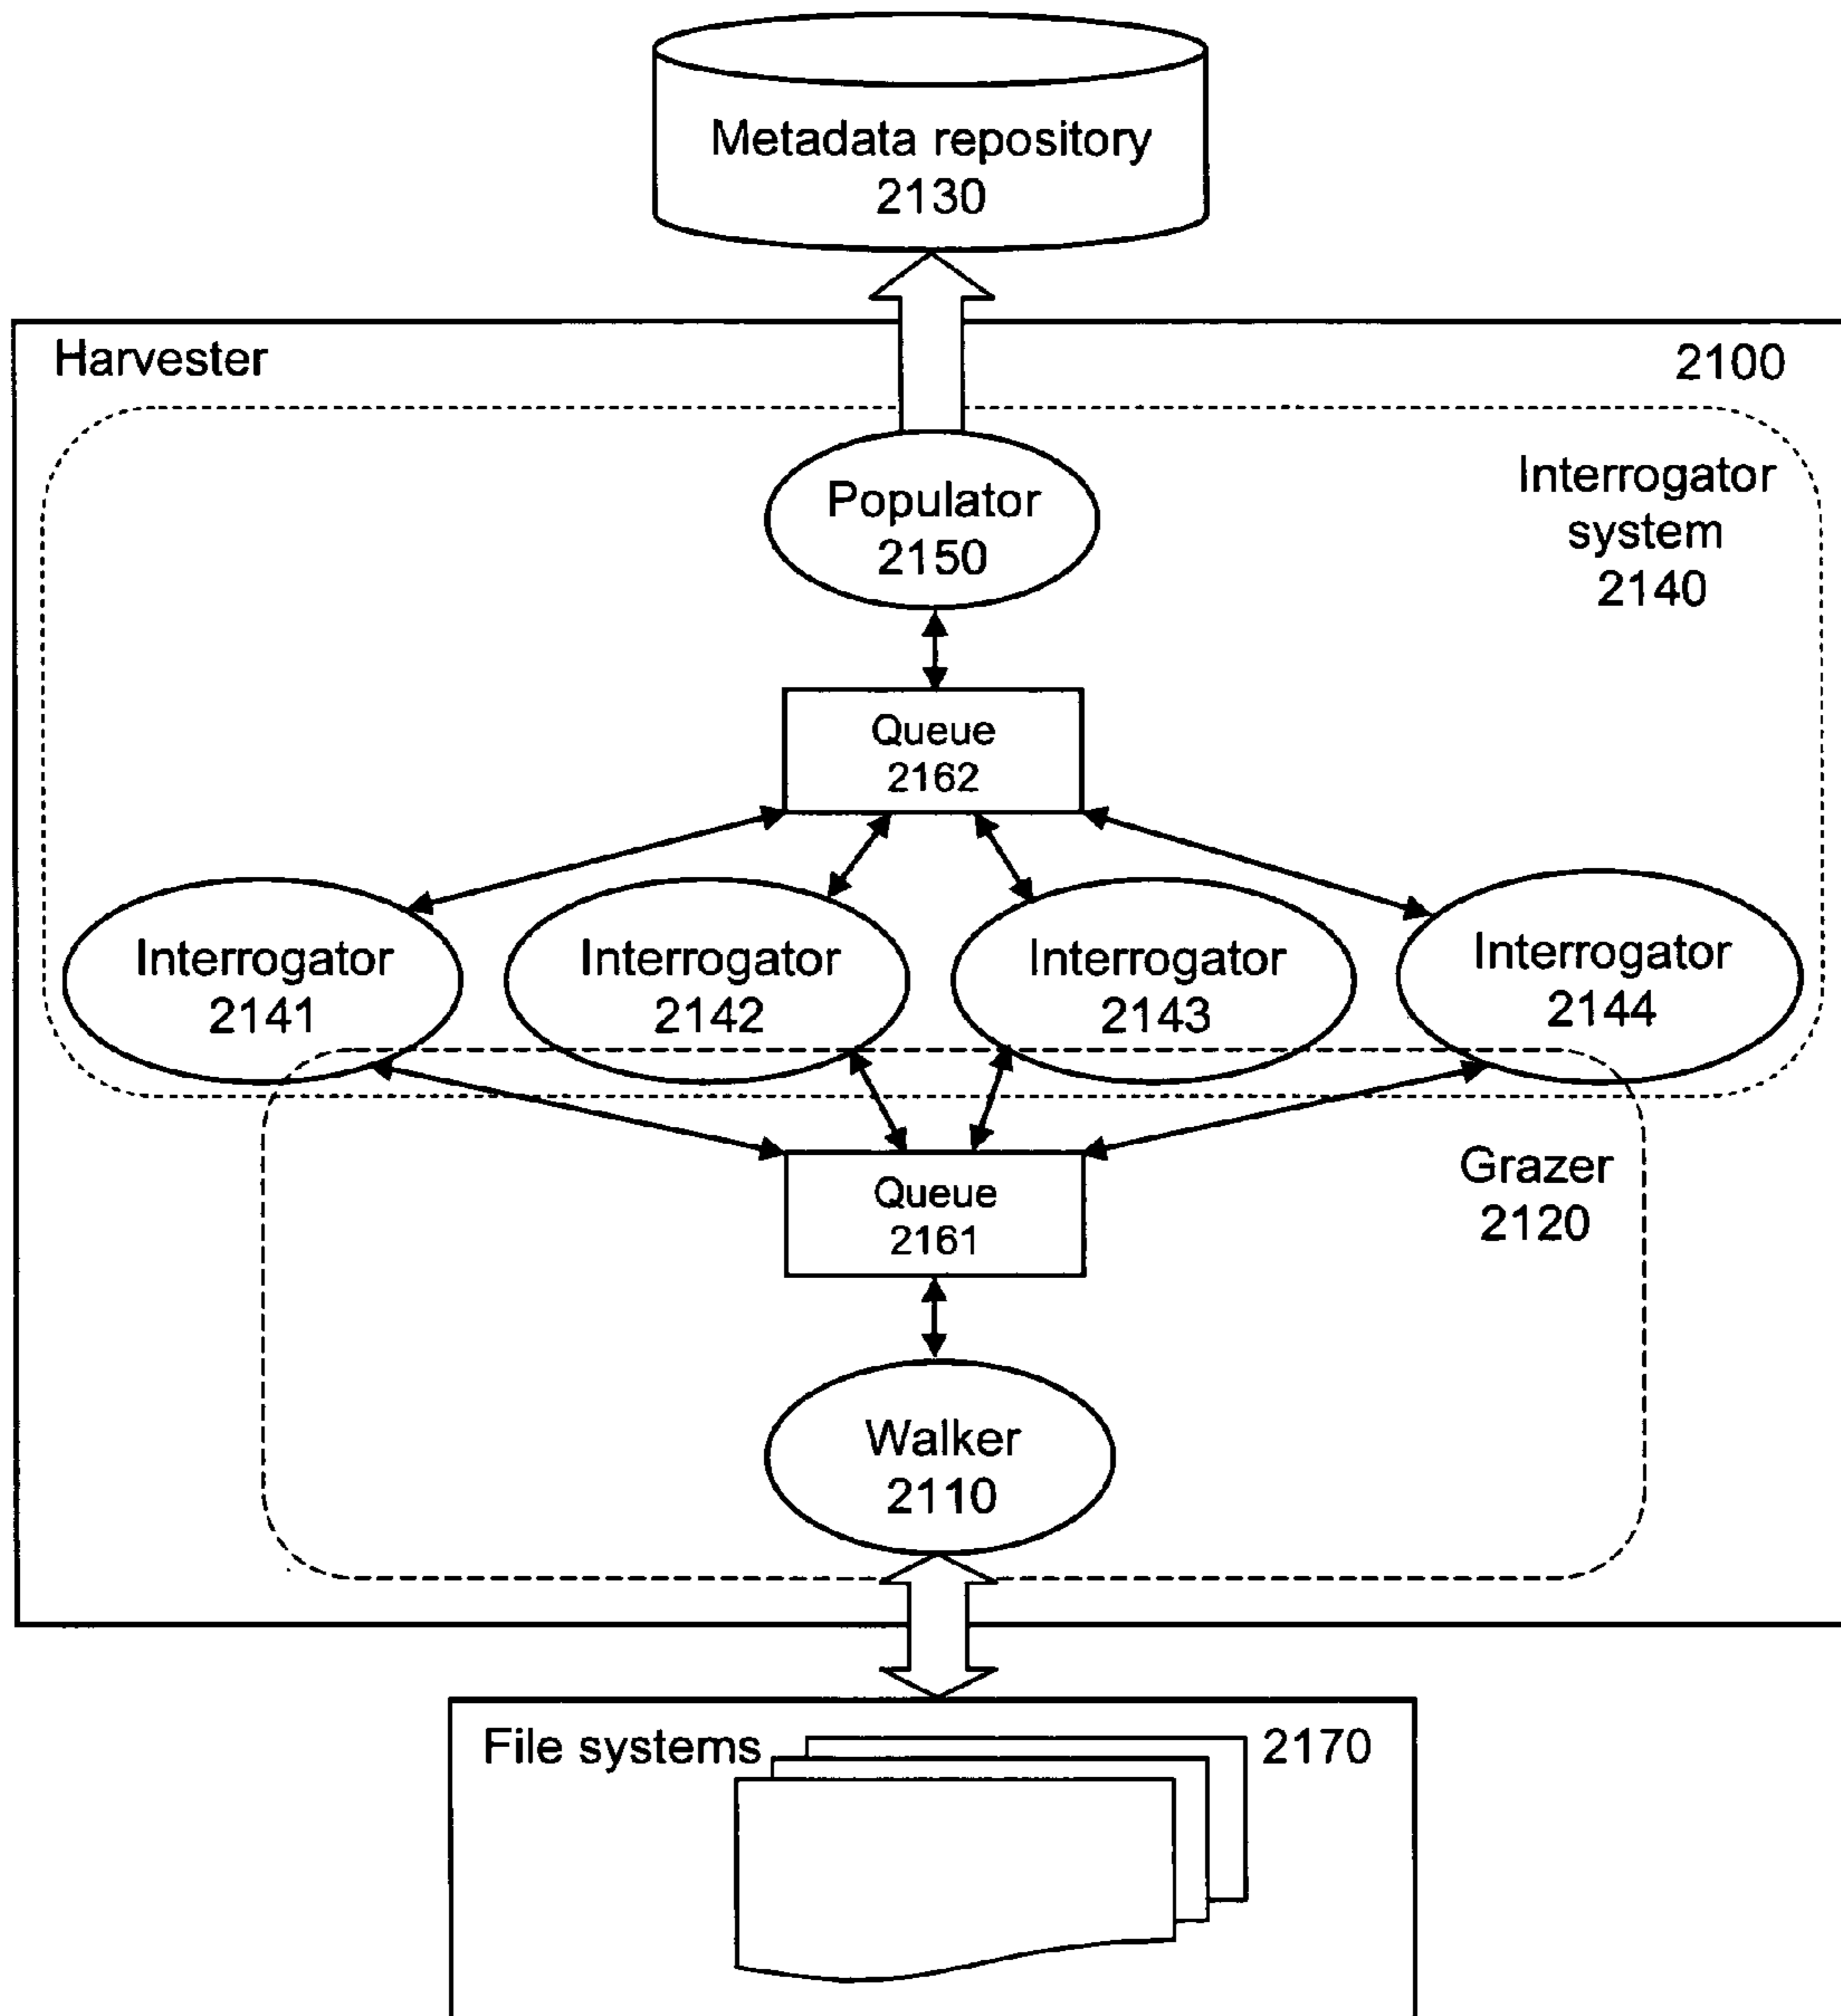 Metadata repository
2130
Harvester
2100
Populator
2150
Interrogator
system
2140
Queue
2162
Interrogator
2141
Interrogator
2142
Interrogator
2143
Interrogator
2144
Queue
2161
Grazer
2120
Walker
2110
File systems
2170